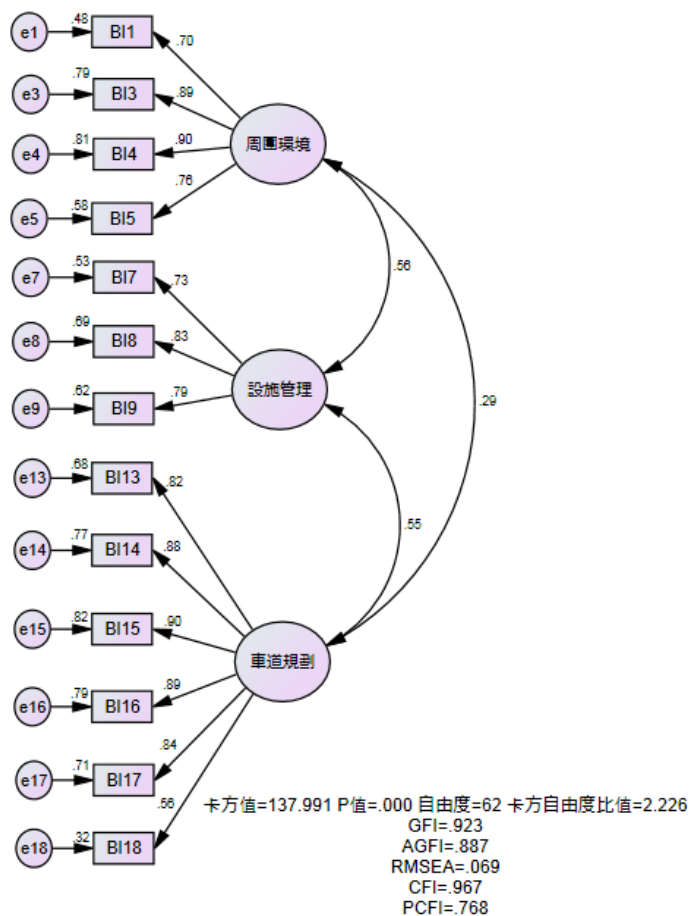 .48
e1
BI1
.70
.79
e3
BI3
.89
.81
e4
BI4
.90
周圍環境
.76
.58
e5
BI5
.53
e7
BI7
.73
.56
.69
e8
BI8
.83
設施管理
.62
e9
BI9
.79
.29
.68
e13
BI13
.82
.55
.77
e14
BI14
.88
.82
e15
BI15
.90
車道規劃
.79
e16
BI16
.89
.71
e17
BI17
.84
.32
e18
BI18
.56
卡方值=137.991 P值=.000 自由度=62 卡方自由度比值=2.226
GFI=.923
AGFI=.887
RMSEA=.069
CFI=.967
PCFI=.768